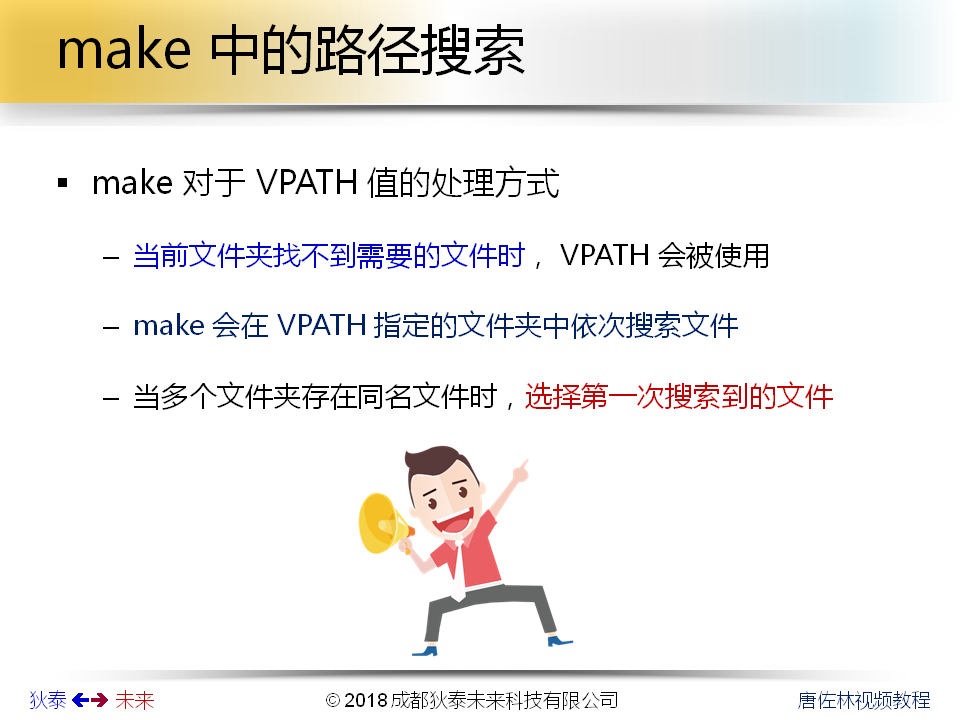 make 中的路径搜索
make 对于 VPATH 值的处理方式
当前文件夹找不到需要的文件时， VPATH 会被使用
make 会在 VPATH 指定的文件夹中依次搜索文件
当多个文件夹存在同名文件时，选择第一次搜索到的文件
狄泰 未来
© 2018 成都狄泰未来科技有限公司
唐佐林视频教程